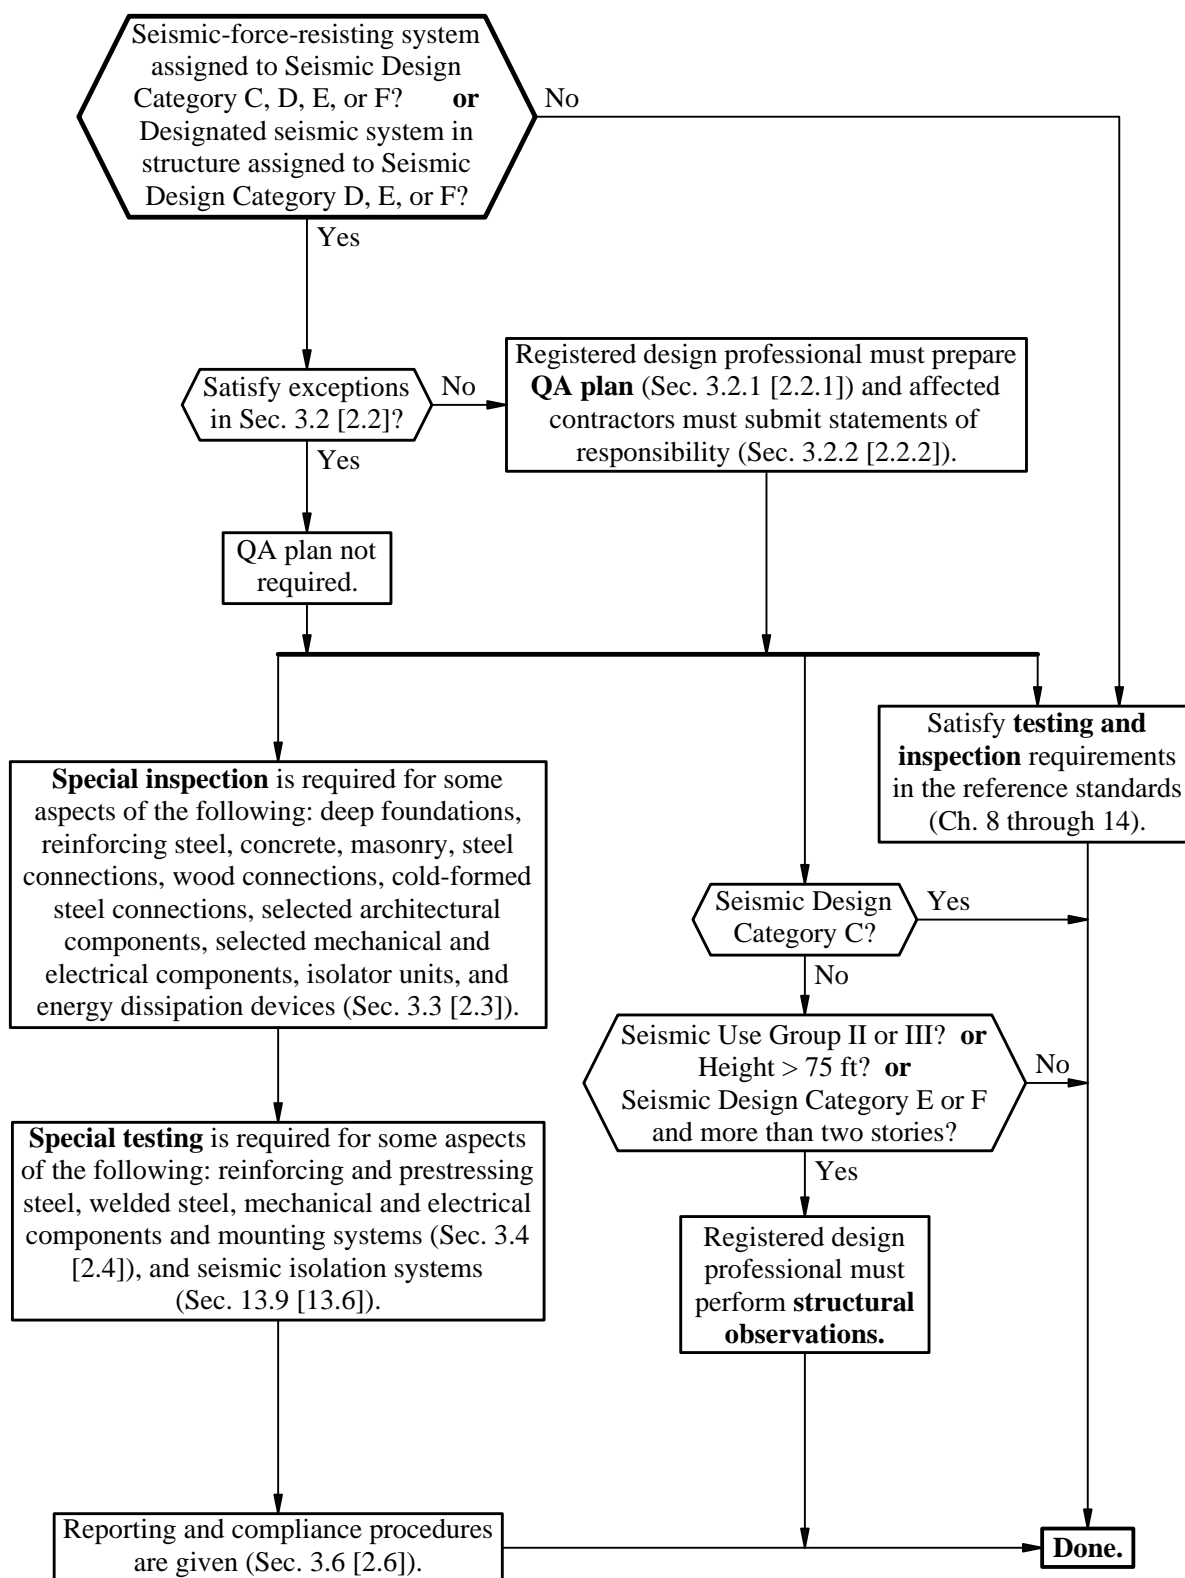 Seismic-force-resisting system
assigned to Seismic Design
Category C, D, E, or F? or
Designated seismic system in
structure assigned to Seismic
Design Category D, E, or F?
No
Yes
Satisfy exceptions
in Sec. 3.2 [2.2]?
No
Registered design professional must prepare
QA plan (Sec. 3.2.1 [2.2.1]) and affected
contractors must submit statements of
responsibility (Sec. 3.2.2 [2.2.2]).
Yes
QA plan not
required.
Satisfy testing and
inspection requirements
in the reference standards
(Ch. 8 through 14).
Special inspection is required for some
aspects of the following: deep foundations,
reinforcing steel, concrete, masonry, steel
connections, wood connections, cold-formed
steel connections, selected architectural
components, selected mechanical and
electrical components, isolator units, and
energy dissipation devices (Sec. 3.3 [2.3]).
Seismic Design
Category C?
Yes
No
Seismic Use Group II or III? or
Height > 75 ft? or
Seismic Design Category E or F
and more than two stories?
No
Yes
Special testing is required for some aspects
of the following: reinforcing and prestressing
steel, welded steel, mechanical and electrical
components and mounting systems (Sec. 3.4
[2.4]), and seismic isolation systems
(Sec. 13.9 [13.6]).
Registered design
professional must
perform structural
observations.
Reporting and compliance procedures
are given (Sec. 3.6 [2.6]).
Done.